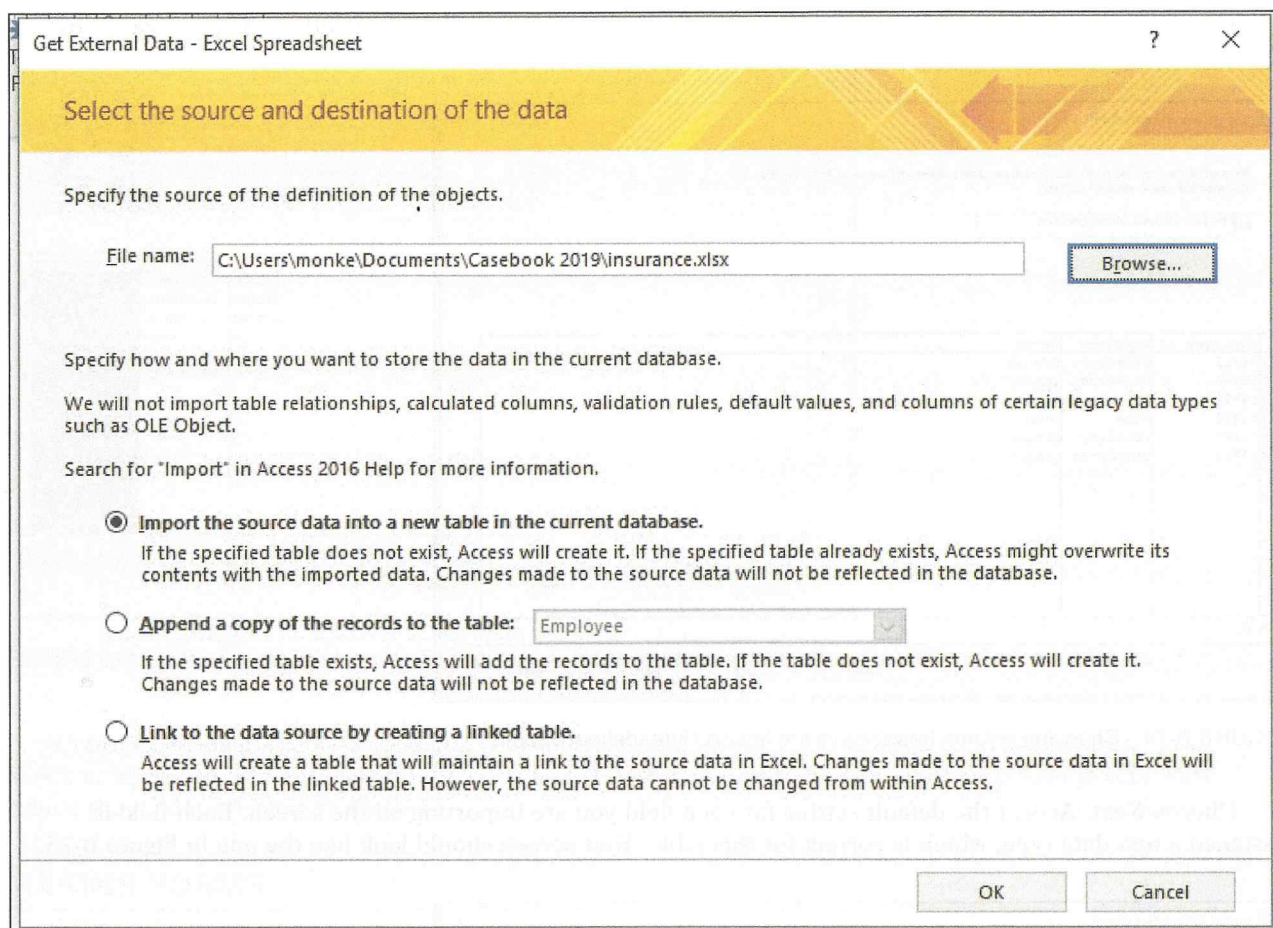 Get External Data - Excel Spreadsheet
? ×
Select the source and destination of the data
Specify the source of the definition of the objects.
File name: C:\Users\monke\Documents\Casebook 2019\insurance.xlsx Browse...
Specify how and where you want to store the data in the current database.
We will not import table relationships, calculated columns, validation rules, default values, and columns of certain legacy data types
such as OLE Object.
Search for "Import" in Access 2016 Help for more information.
Import the source data into a new table in the current database.
If the specified table does not exist, Access will create it. If the specified table already exists, Access might overwrite its
contents with the imported data. Changes made to the source data will not be reflected in the database.
Append a copy of the records to the table: Employee
If the specified table exists, Access will add the records to the table. If the table does not exist, Access will create it.
Changes made to the source data will not be reflected in the database.
Link to the data source by creating a linked table.
Access will create a table that will maintain a link to the source data in Excel. Changes made to the source data in Excel will
be reflected in the linked table. However, the source data cannot be changed from within Access.
OK Cancel